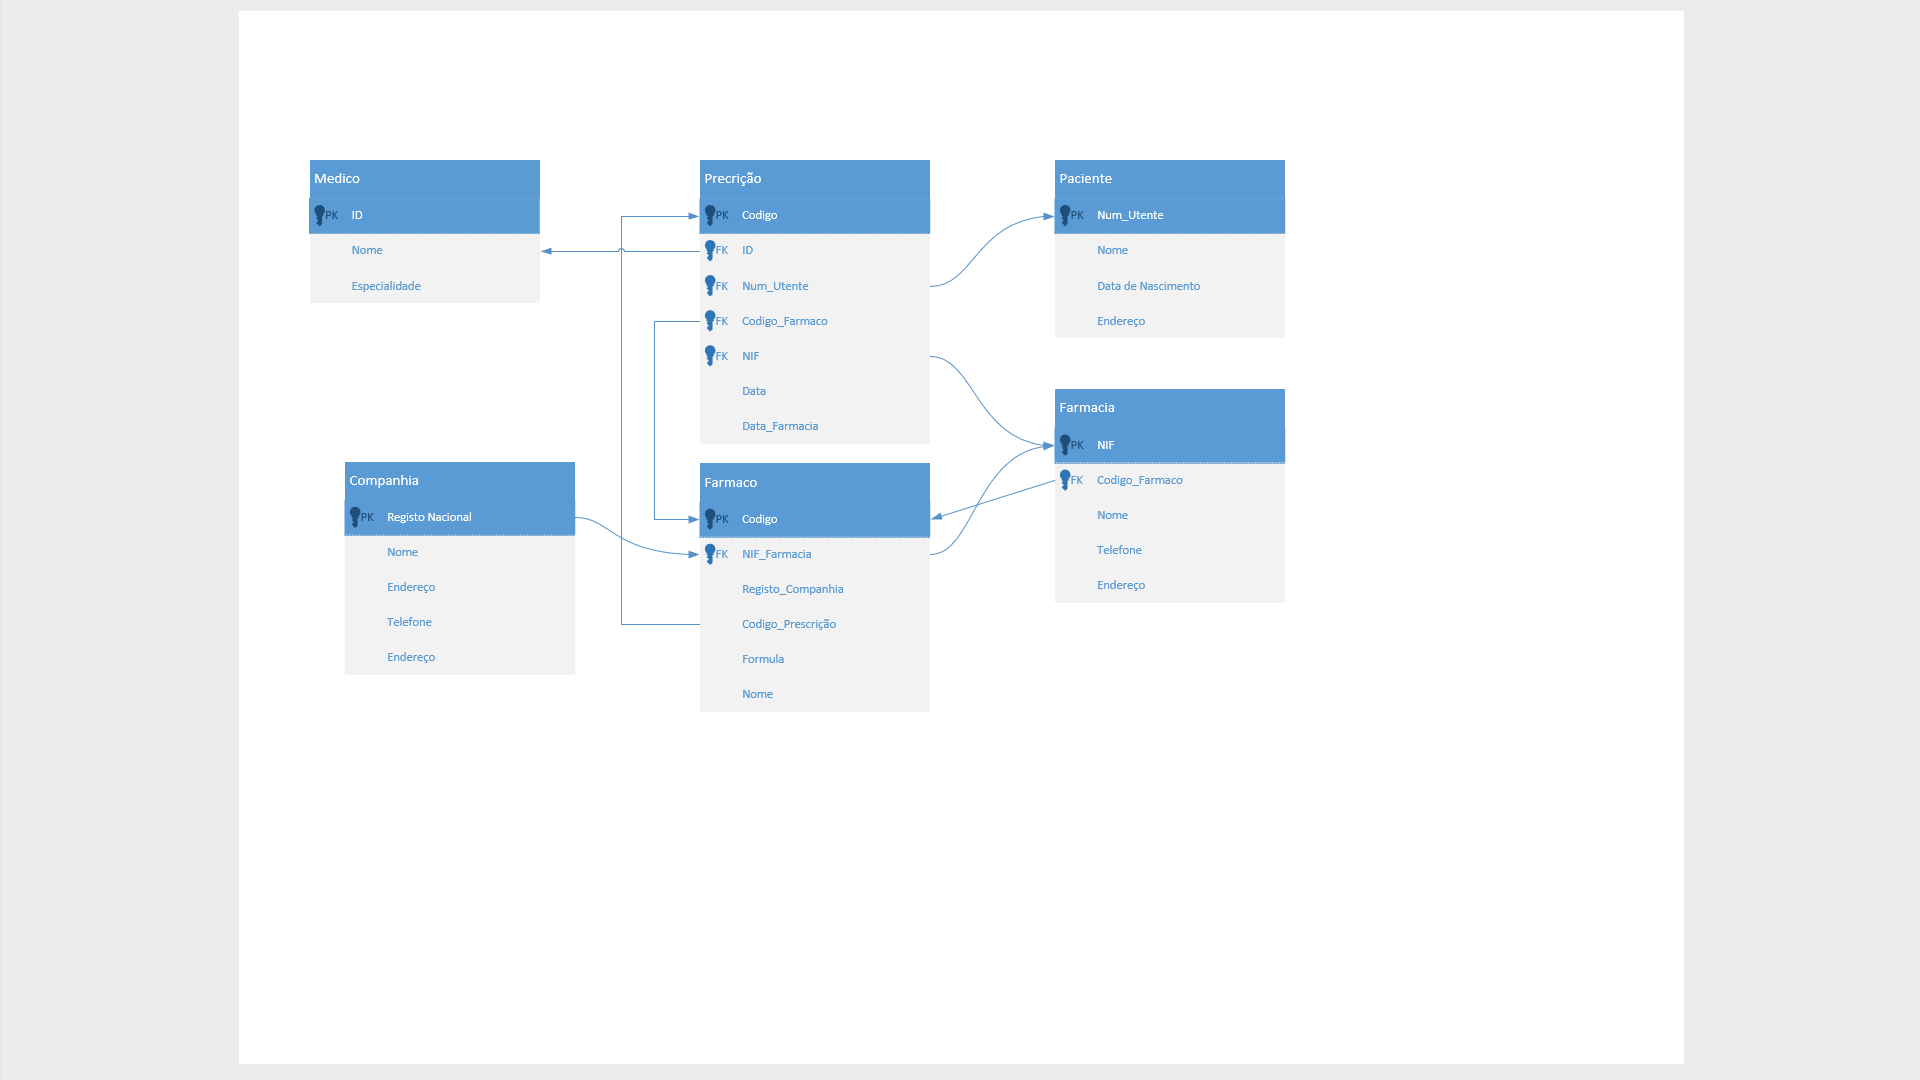 Medico
PK ID
Nome
Especialidade
Precrição
PK Codigo
FK ID
FK Num_Utente
FK Codigo_Farmaco
FK NIF
Data
Data_Farmacia
Paciente
PK Num_Utente
Nome
Data de Nascimento
Endereço
Farmacia
PK NIF
FK Codigo_Farmaco
Nome
Telefone
Endereço
Companhia
PK Registo Nacional
Nome
Endereço
Telefone
Endereço
Farmaco
PK Codigo
FK NIF_Farmacia
Registo_Companhia
Codigo_Prescrição
Formula
Nome